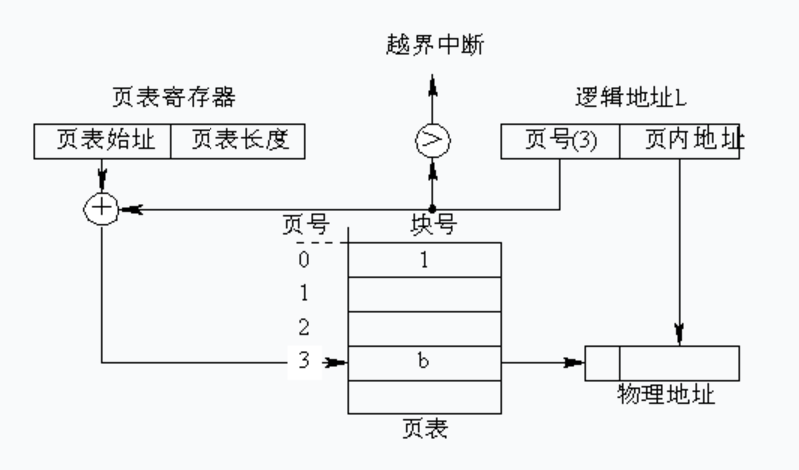 越界中断
页表寄存器
逻辑地址L
页表始址 页表长度
>
页号(3) 页内地址
+
页号 块号
0 1
1
2
3 b
物理地址
页表